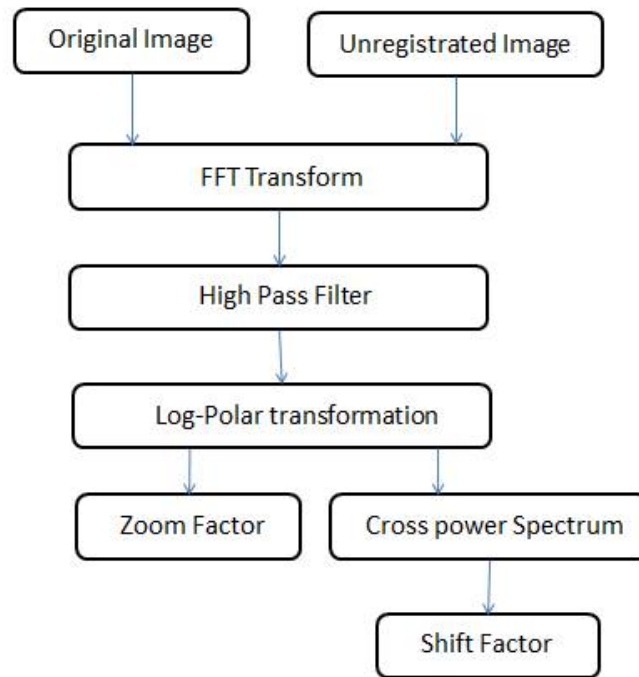 Original Image
Unregistrated Image
FFT Transform
High Pass Filter
Log-Polar transformation
Zoom Factor
Cross power Spectrum
Shift Factor